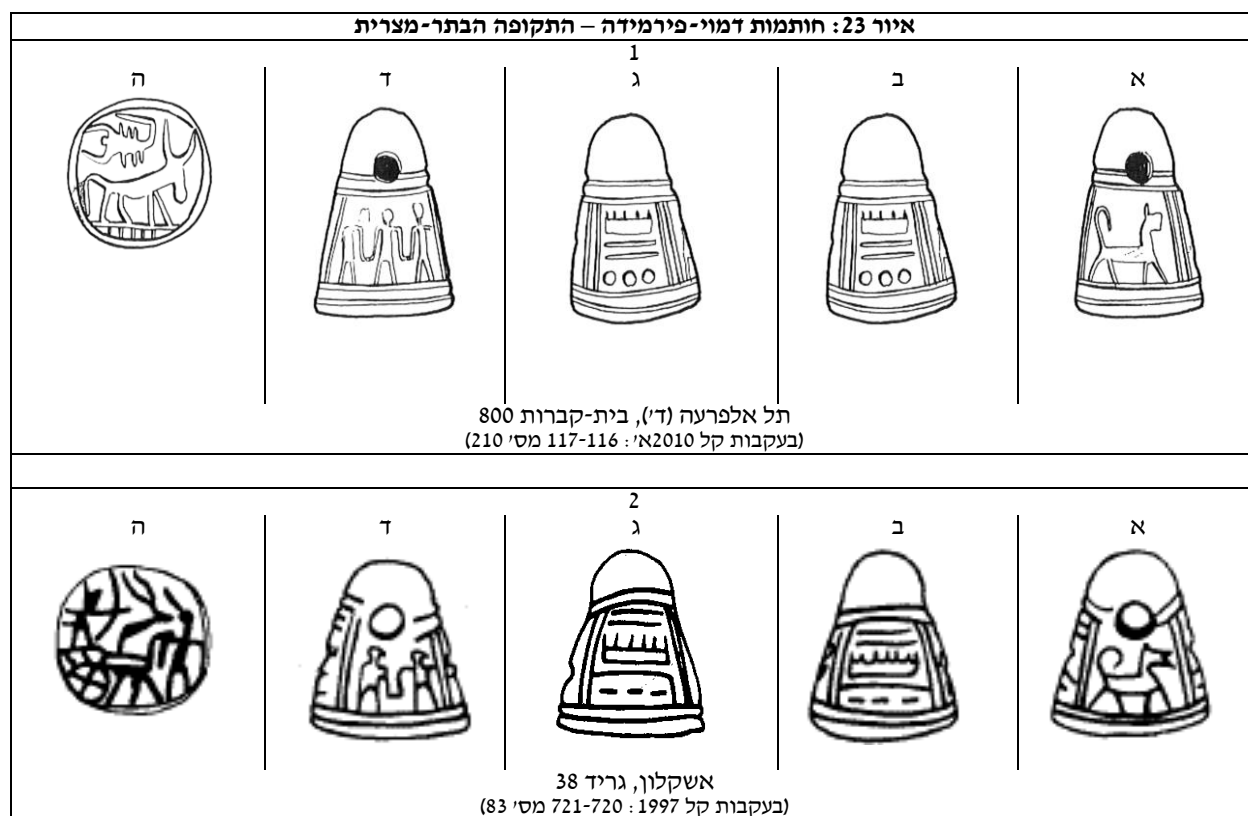 איור 23: חותמות דמוי-פירמידה – התקופה הבתר-מצרית
1
א ב ג ד ה
תל אלפרעה (ד'), בית-קברות 800
(בעקבות קל 2010א': 117-116 מס' 210)
2
א ב ג ד ה
אשקלון, גריד 38
(בעקבות קל 1997: 721-720 מס' 83)